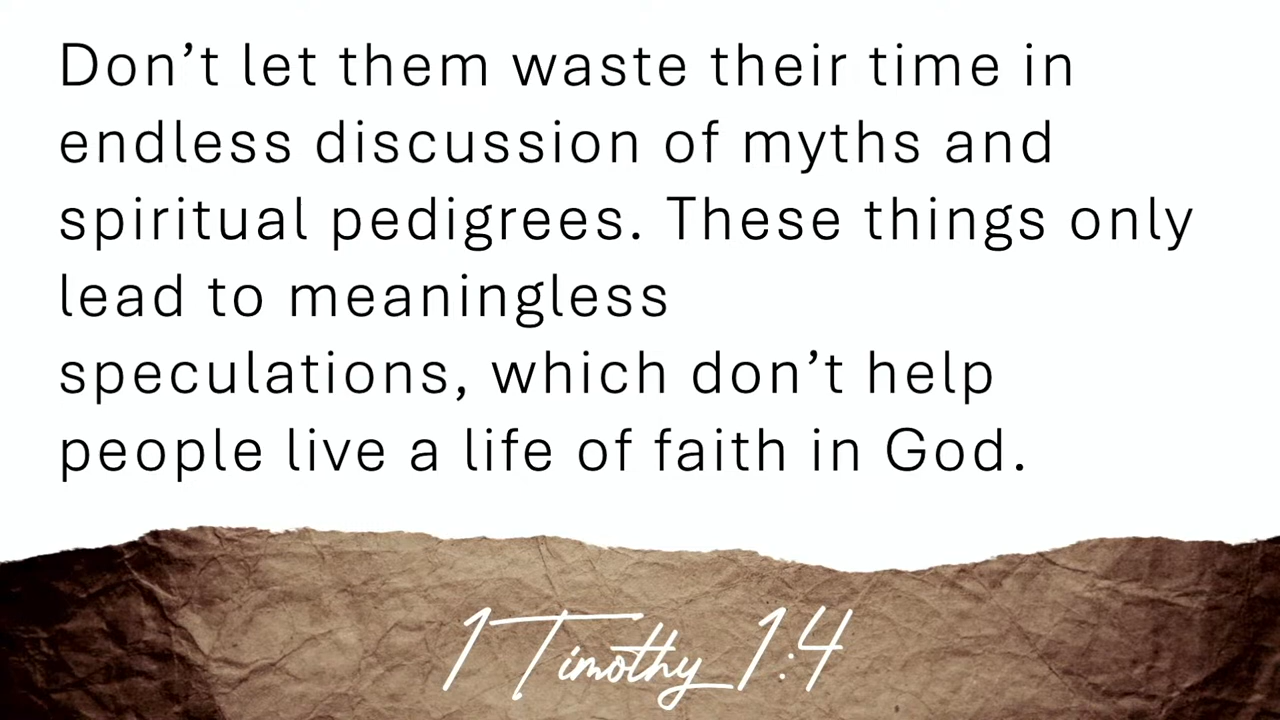 Don’t let them waste their time in
endless discussion of myths and
spiritual pedigrees. These things only
lead to meaningless
speculations, which don’t help
people live a life of faith in God.
1 Timothy 1:4